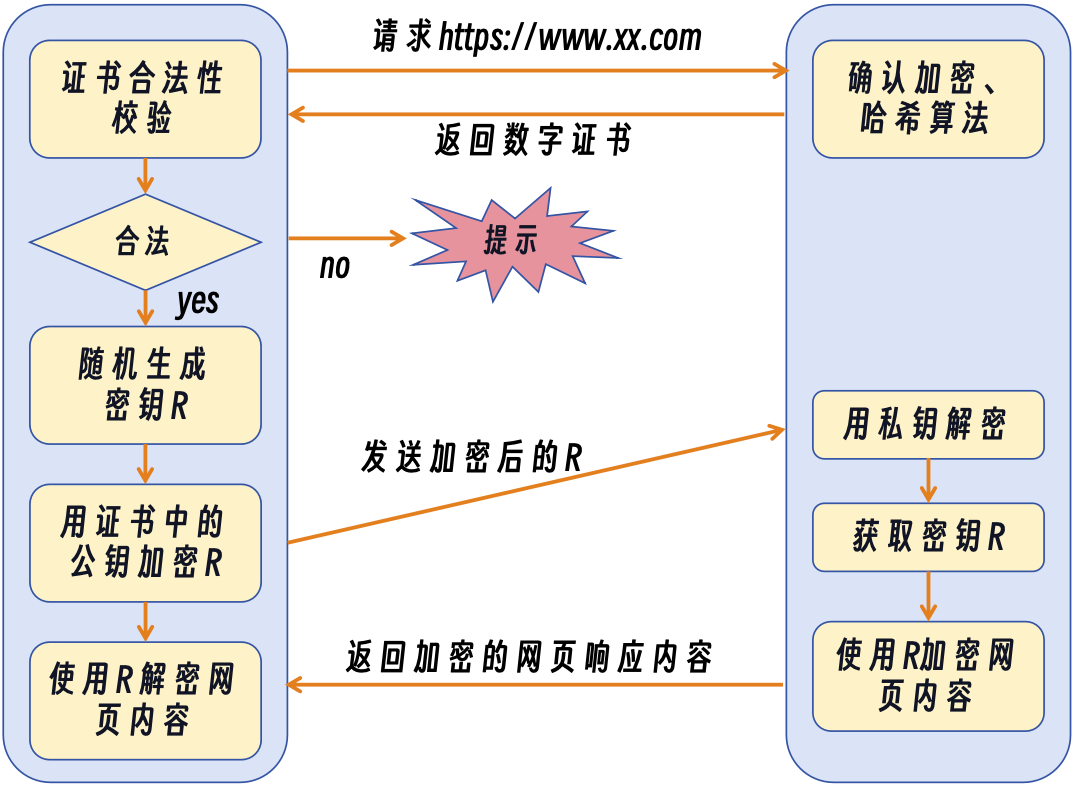 请求https://www.xx.com
证书合法性
校验
确认加密、
哈希算法
返回数字证书
合法
提示
no
yes
随机生成
密钥R
用私钥解密
发送加密后的R
用证书中的
公钥加密R
获取密钥R
返回加密的网页响应内容
使用R解密网
页内容
使用R加密网
页内容